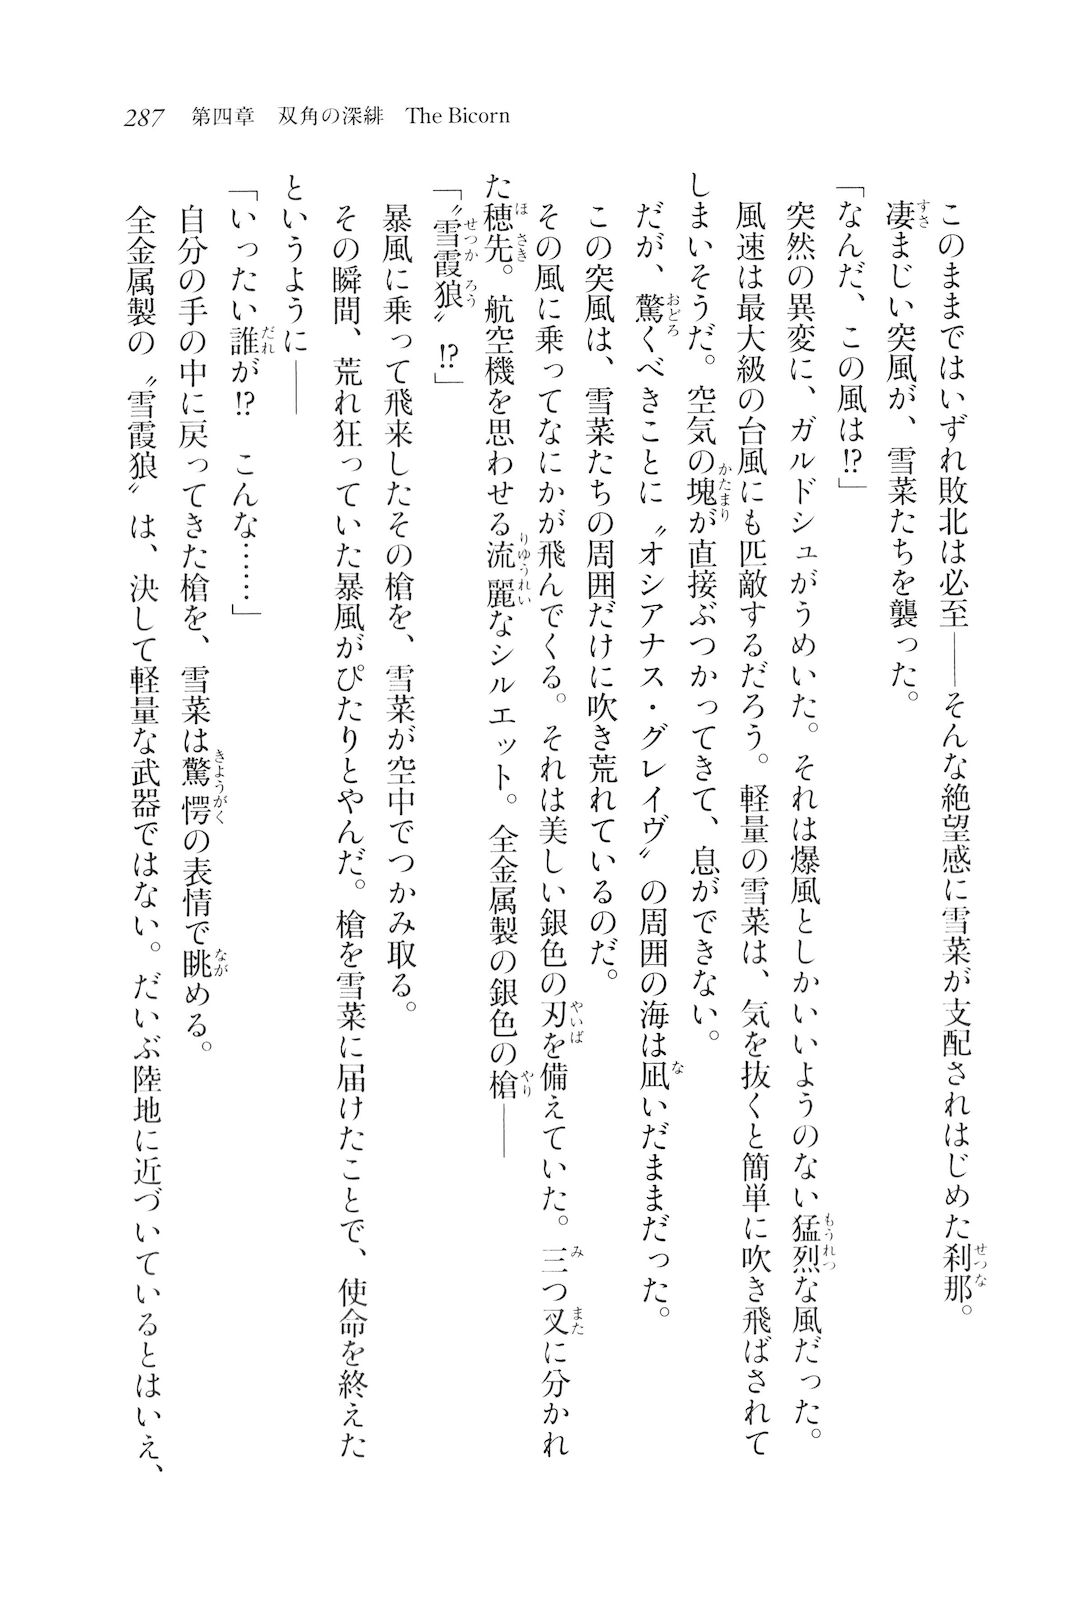 287　第四章　双角の深緋　The Bicorn
　このままではいずれ敗北は必至――そんな絶望感に雪菜が支配されはじめた刹那。
　凄まじい突風が、雪菜たちを襲った。
「なんだ、この風は!?」
　突然の異変に、ガルドシュがうめいた。それは爆風としかいいようのない猛烈な風だった。
　風速は最大級の台風にも匹敵するだろう。軽量の雪菜は、気を抜くと簡単に吹き飛ばされて
しまいそうだ。空気の塊が直接ぶつかってきて、息ができない。
　だが、驚くべきことに〝オシアナス・グレイヴ〟の周囲の海は凪いだままだった。
　この突風は、雪菜たちの周囲だけに吹き荒れているのだ。
　その風に乗ってなにかが飛んでくる。それは美しい銀色の刃を備えていた。三つ叉に分かれ
た穂先。航空機を思わせる流麗なシルエット。全金属製の銀色の槍――
「〝雪霞狼〟!?」
　暴風に乗って飛来したその槍を、雪菜が空中でつかみ取る。
　その瞬間、荒れ狂っていた暴風がぴたりとやんだ。槍を雪菜に届けたことで、使命を終えた
というように――
「いったい誰が!?　こんな……」
　自分の手の中に戻ってきた槍を、雪菜は驚愕の表情で眺める。
　全金属製の〝雪霞狼〟は、決して軽量な武器ではない。だいぶ陸地に近づいているとはいえ、